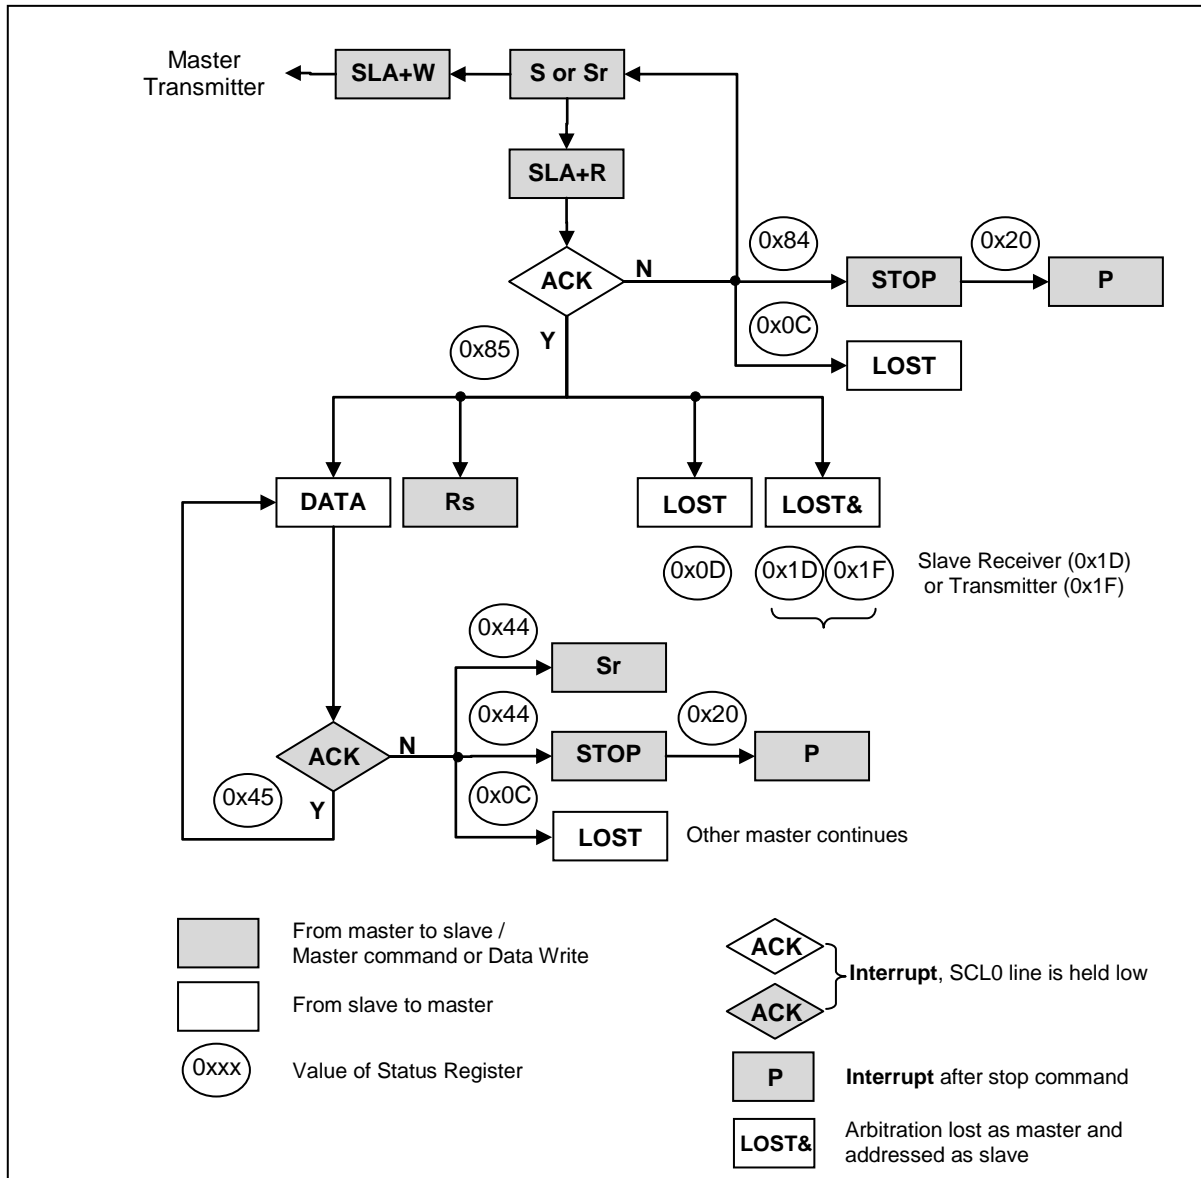 Master
Transmitter
SLA+W
S or Sr
SLA+R
ACK
N
Y
0x84
STOP
0x20
P
0x0C
LOST
0x85
DATA
Rs
LOST
LOST&
0x0D
0x1D
0x1F
Slave Receiver (0x1D)
or Transmitter (0x1F)
0x44
Sr
ACK
N
0x44
STOP
0x20
P
0x45
Y
0x0C
LOST
Other master continues
From master to slave /
Master command or Data Write
From slave to master
0xxx
Value of Status Register
ACK
ACK
Interrupt, SCL0 line is held low
P
Interrupt after stop command
LOST&
Arbitration lost as master and
addressed as slave